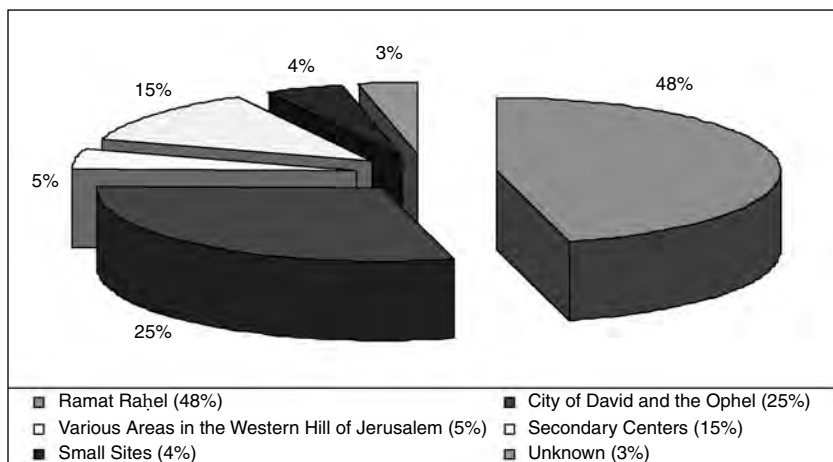 3%
4%
48%
15%
5%
25%
Ramat Raḥel (48%)
City of David and the Ophel (25%)
Various Areas in the Western Hill of Jerusalem (5%)
Secondary Centers (15%)
Small Sites (4%)
Unknown (3%)